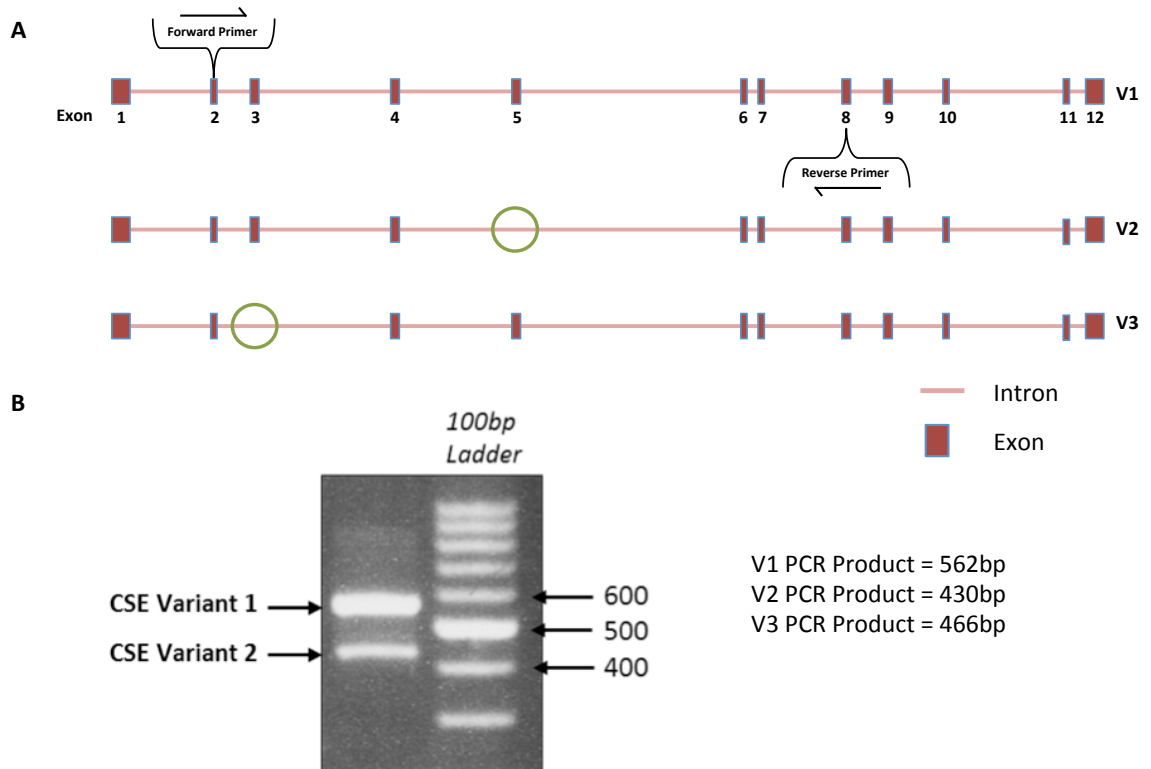 A
Forward Primer
V1
Exon
1 2 3 4 5 6 7 8 9 10 11 12
Reverse Primer
V2
V3
B
100bp
Ladder
Intron
Exon
CSE Variant 1
CSE Variant 2
600
500
400
V1 PCR Product = 562bp
V2 PCR Product = 430bp
V3 PCR Product = 466bp